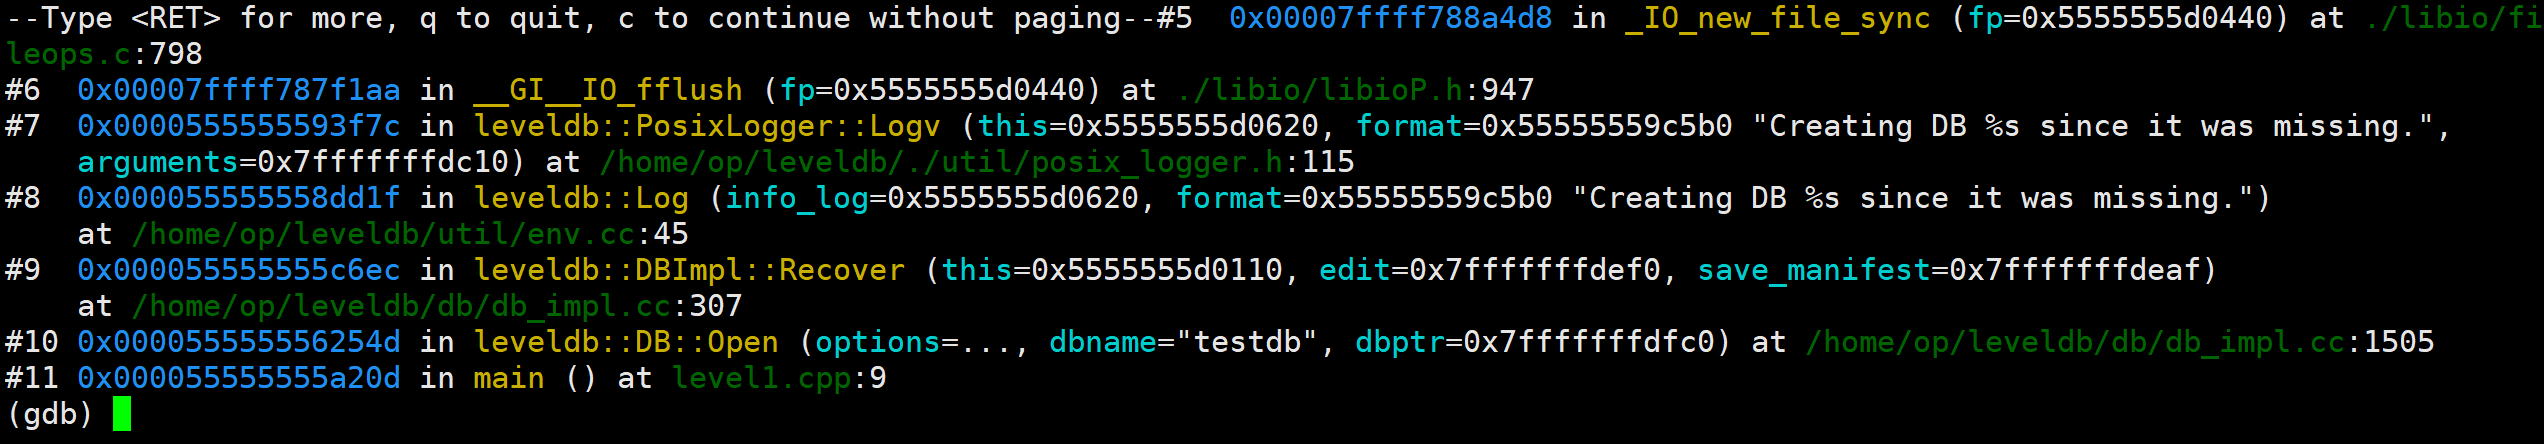 --Type <RET> for more, q to quit, c to continue without paging--#5  0x00007ffff788a4d8 in _IO_new_file_sync (fp=0x5555555d0440) at ./libio/fi
leops.c:798
#6  0x00007ffff787f1aa in __GI__IO_fflush (fp=0x5555555d0440) at ./libio/libioP.h:947
#7  0x0000555555593f7c in leveldb::PosixLogger::Logv (this=0x5555555d0620, format=0x55555559c5b0 "Creating DB %s since it was missing.",
    arguments=0x7fffffffdc10) at /home/op/leveldb/./util/posix_logger.h:115
#8  0x000055555558dd1f in leveldb::Log (info_log=0x5555555d0620, format=0x55555559c5b0 "Creating DB %s since it was missing.")
    at /home/op/leveldb/util/env.cc:45
#9  0x000055555555c6ec in leveldb::DBImpl::Recover (this=0x5555555d0110, edit=0x7fffffffdef0, save_manifest=0x7fffffffdeaf)
    at /home/op/leveldb/db/db_impl.cc:307
#10 0x000055555556254d in leveldb::DB::Open (options=..., dbname="testdb", dbptr=0x7fffffffdfc0) at /home/op/leveldb/db/db_impl.cc:1505
#11 0x000055555555a20d in main () at level1.cpp:9
(gdb)